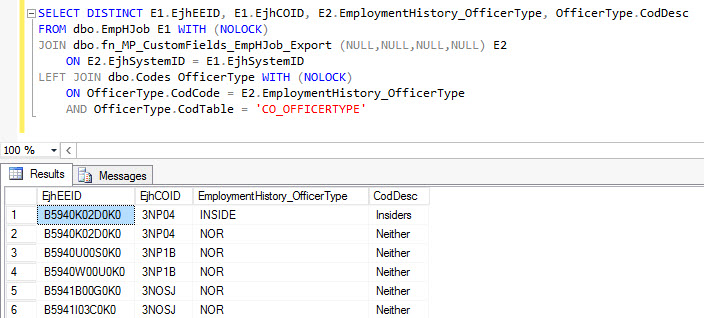 SELECT DISTINCT E1.EjhEEID, E1.EjhCOID, E2.EmploymentHistory_OfficerType, OfficerType.CodDesc
FROM dbo.EmpHJob E1 WITH (NOLOCK)
JOIN dbo.fn_MP_CustomFields_EmpHJob_Export (NULL,NULL,NULL,NULL) E2
ON E2.EjhSystemID = E1.EjhSystemID
LEFT JOIN dbo.Codes OfficerType WITH (NOLOCK)
ON OfficerType.CodCode = E2.EmploymentHistory_OfficerType
AND OfficerType.CodTable = 'CO_OFFICERTYPE'
100 %
Results Messages
EjhEEID EjhCOID EmploymentHistory_OfficerType CodDesc
1 B5940K02D0K0 3NP04 INSIDE Insiders
2 B5940K02D0K0 3NP04 NOR Neither
3 B5940U00S0K0 3NP1B NOR Neither
4 B5940W00U0K0 3NP1B NOR Neither
5 B5941B00G0K0 3NOSJ NOR Neither
6 B5941I03C0K0 3NOSJ NOR Neither